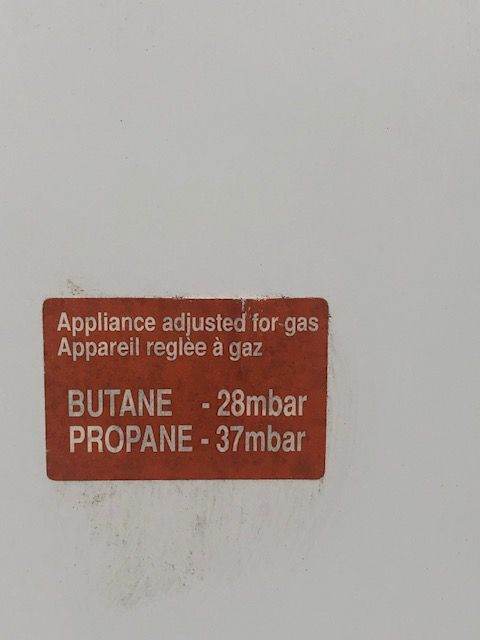 Appliance adjusted for gas
Appareil reglèe à gaz
BUTANE - 28mbar
PROPANE - 37mbar